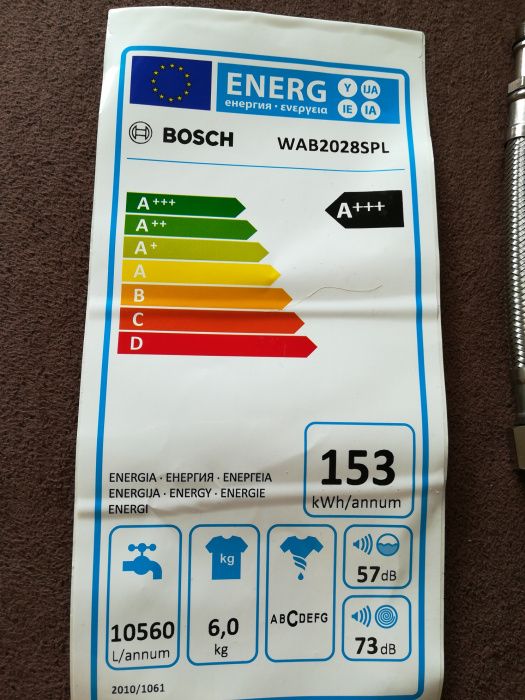 ENERG
енергия · ενεργεια
Y IJA
IE IA
BOSCH WAB2028SPL
A+++ A+++
A++
A+
A
B
C
D
153
kWh/annum
ENERGIA · ЕНЕРГИЯ · ΕΝΕΡΓΕΙΑ
ENERGIJA · ENERGY · ENERGIE
ENERGI
10560
L/annum
kg
6,0
kg
ABCDEFG
57dB
73dB
2010/1061